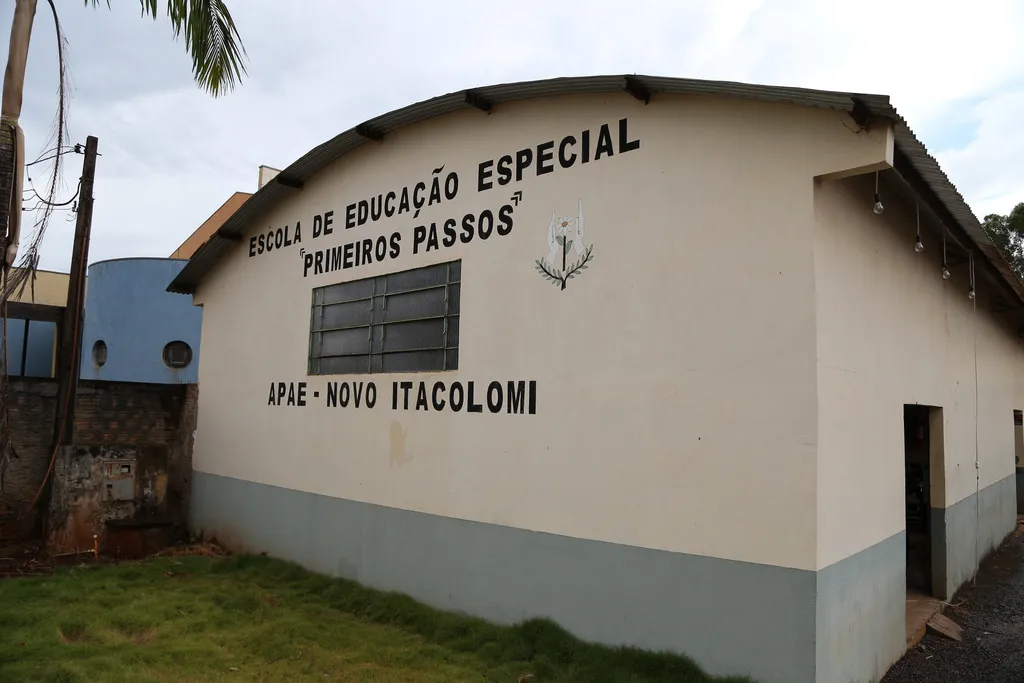 ESCOLA DE EDUCAÇÃO ESPECIAL
"PRIMEIROS PASSOS"
APAE - NOVO ITACOLOMI